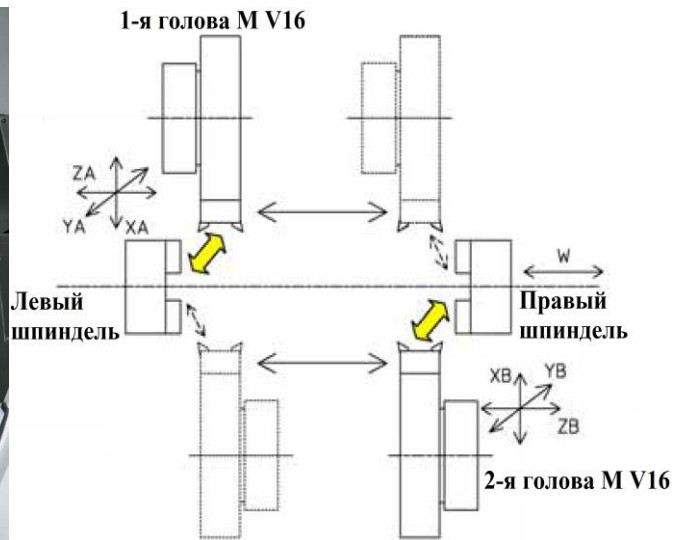 1-я голова M V16
ZA
YA
XA
W
Левый
шпиндель
Правый
шпиндель
XB
YB
ZB
2-я голова M V16